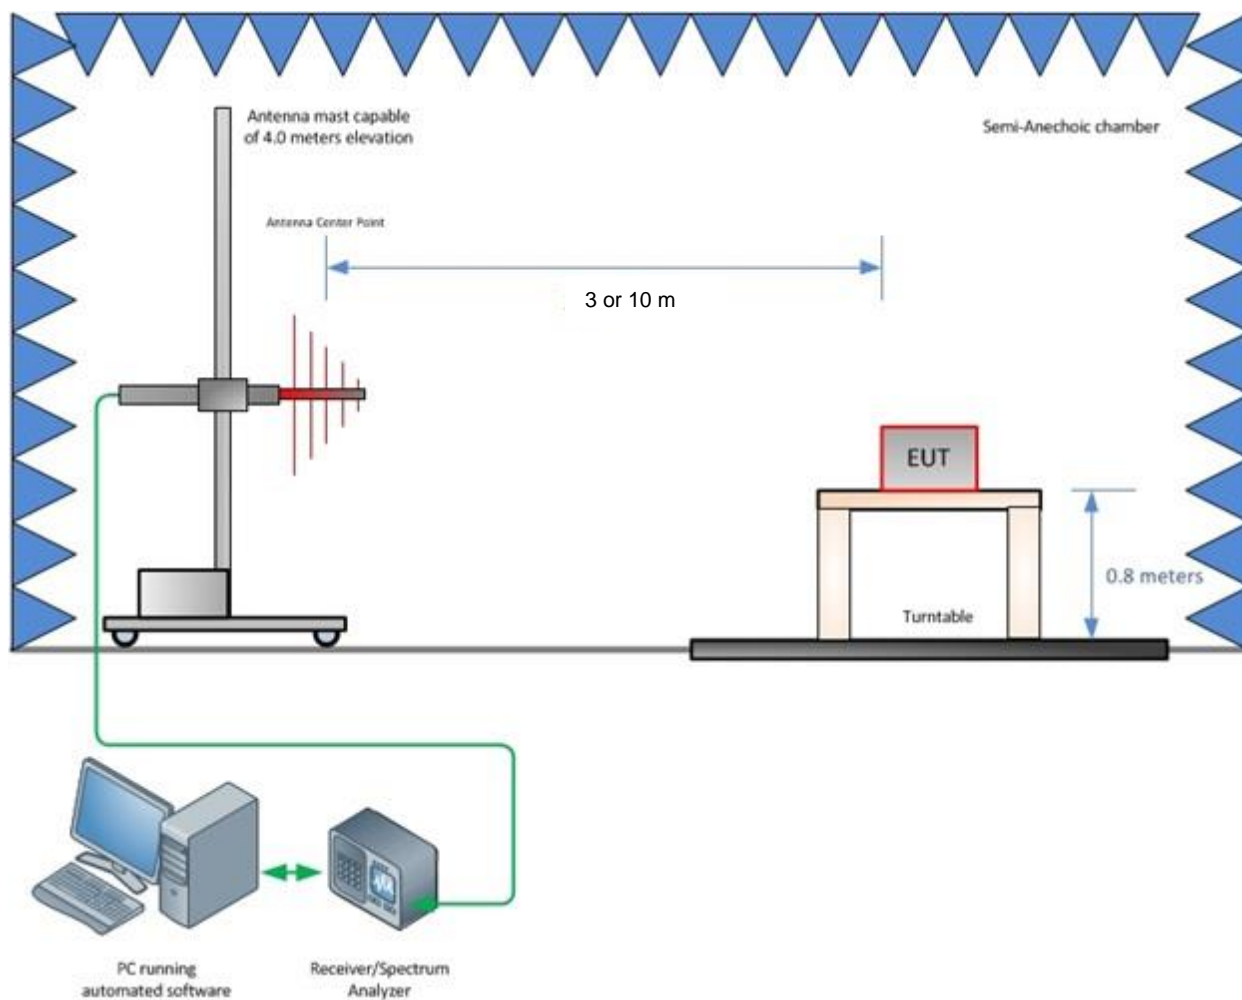 Antenna mast capable
of 4.0 meters elevation
Semi-Anechoic chamber
Antenna Center Point
3 or 10 m
EUT
0.8 meters
Turntable
PC running
automated software
Receiver/Spectrum
Analyzer